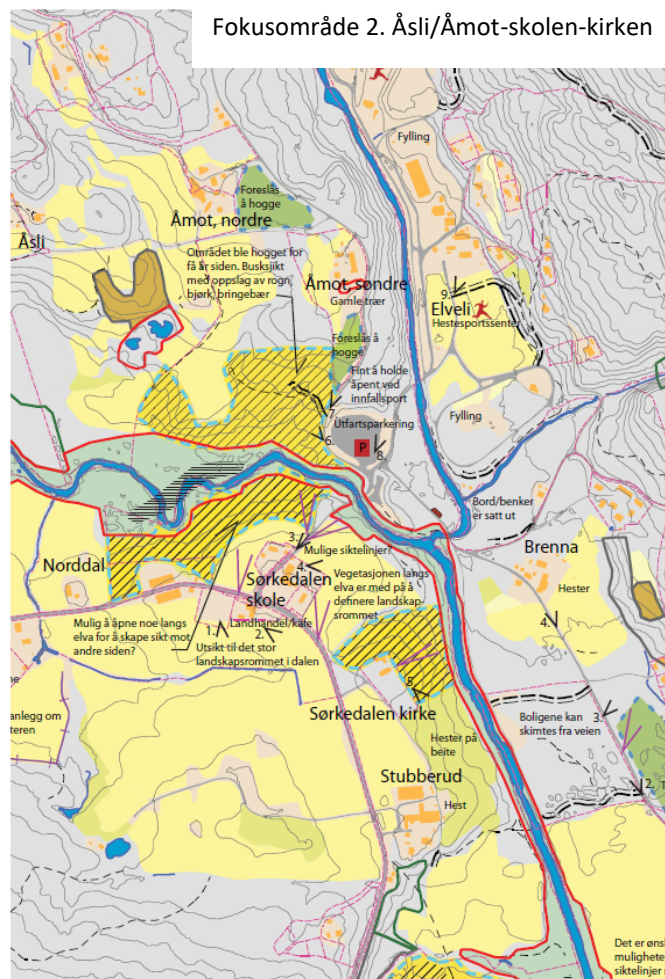 Fokusområde 2. Åsli/Åmot-skolen-kirken
Fylling
Foreslås
å hogge
Åmot, nordre
Åsli
Området ble hogget for
få år siden. Busksjikt
med oppslag av rogn,
bjørk, bringebær
Åmot, søndre
Gamle trær
9.
Elveli
Hestesportssenter
Foreslås å
hogge
Fint å holde
åpent ved
innfallsport
7.
Utfartsparkering
Fylling
6.
P
8.
Bord/benker
er satt ut
3.
Mulige siktelinjer?
Brenna
Norddal
4.
Sørkedalen
skole
Vegetasjonen langs
elva er med på å
definere landskap-
srommet
Hester
Mulig å åpne noe langs
elva for å skape sikt mot
andre siden?
Landhandel/kafe
1.
2.
Utsikt til det stor
landskapsrommet i dalen
4.
5.
Sørkedalen kirke
ne
anlegg om
teren
Boligene kan
skimtes fra veien
3.
Hester på
beite
Stubberud
2.
T
Hest
Det er ønsk
mulighete
siktelinjer